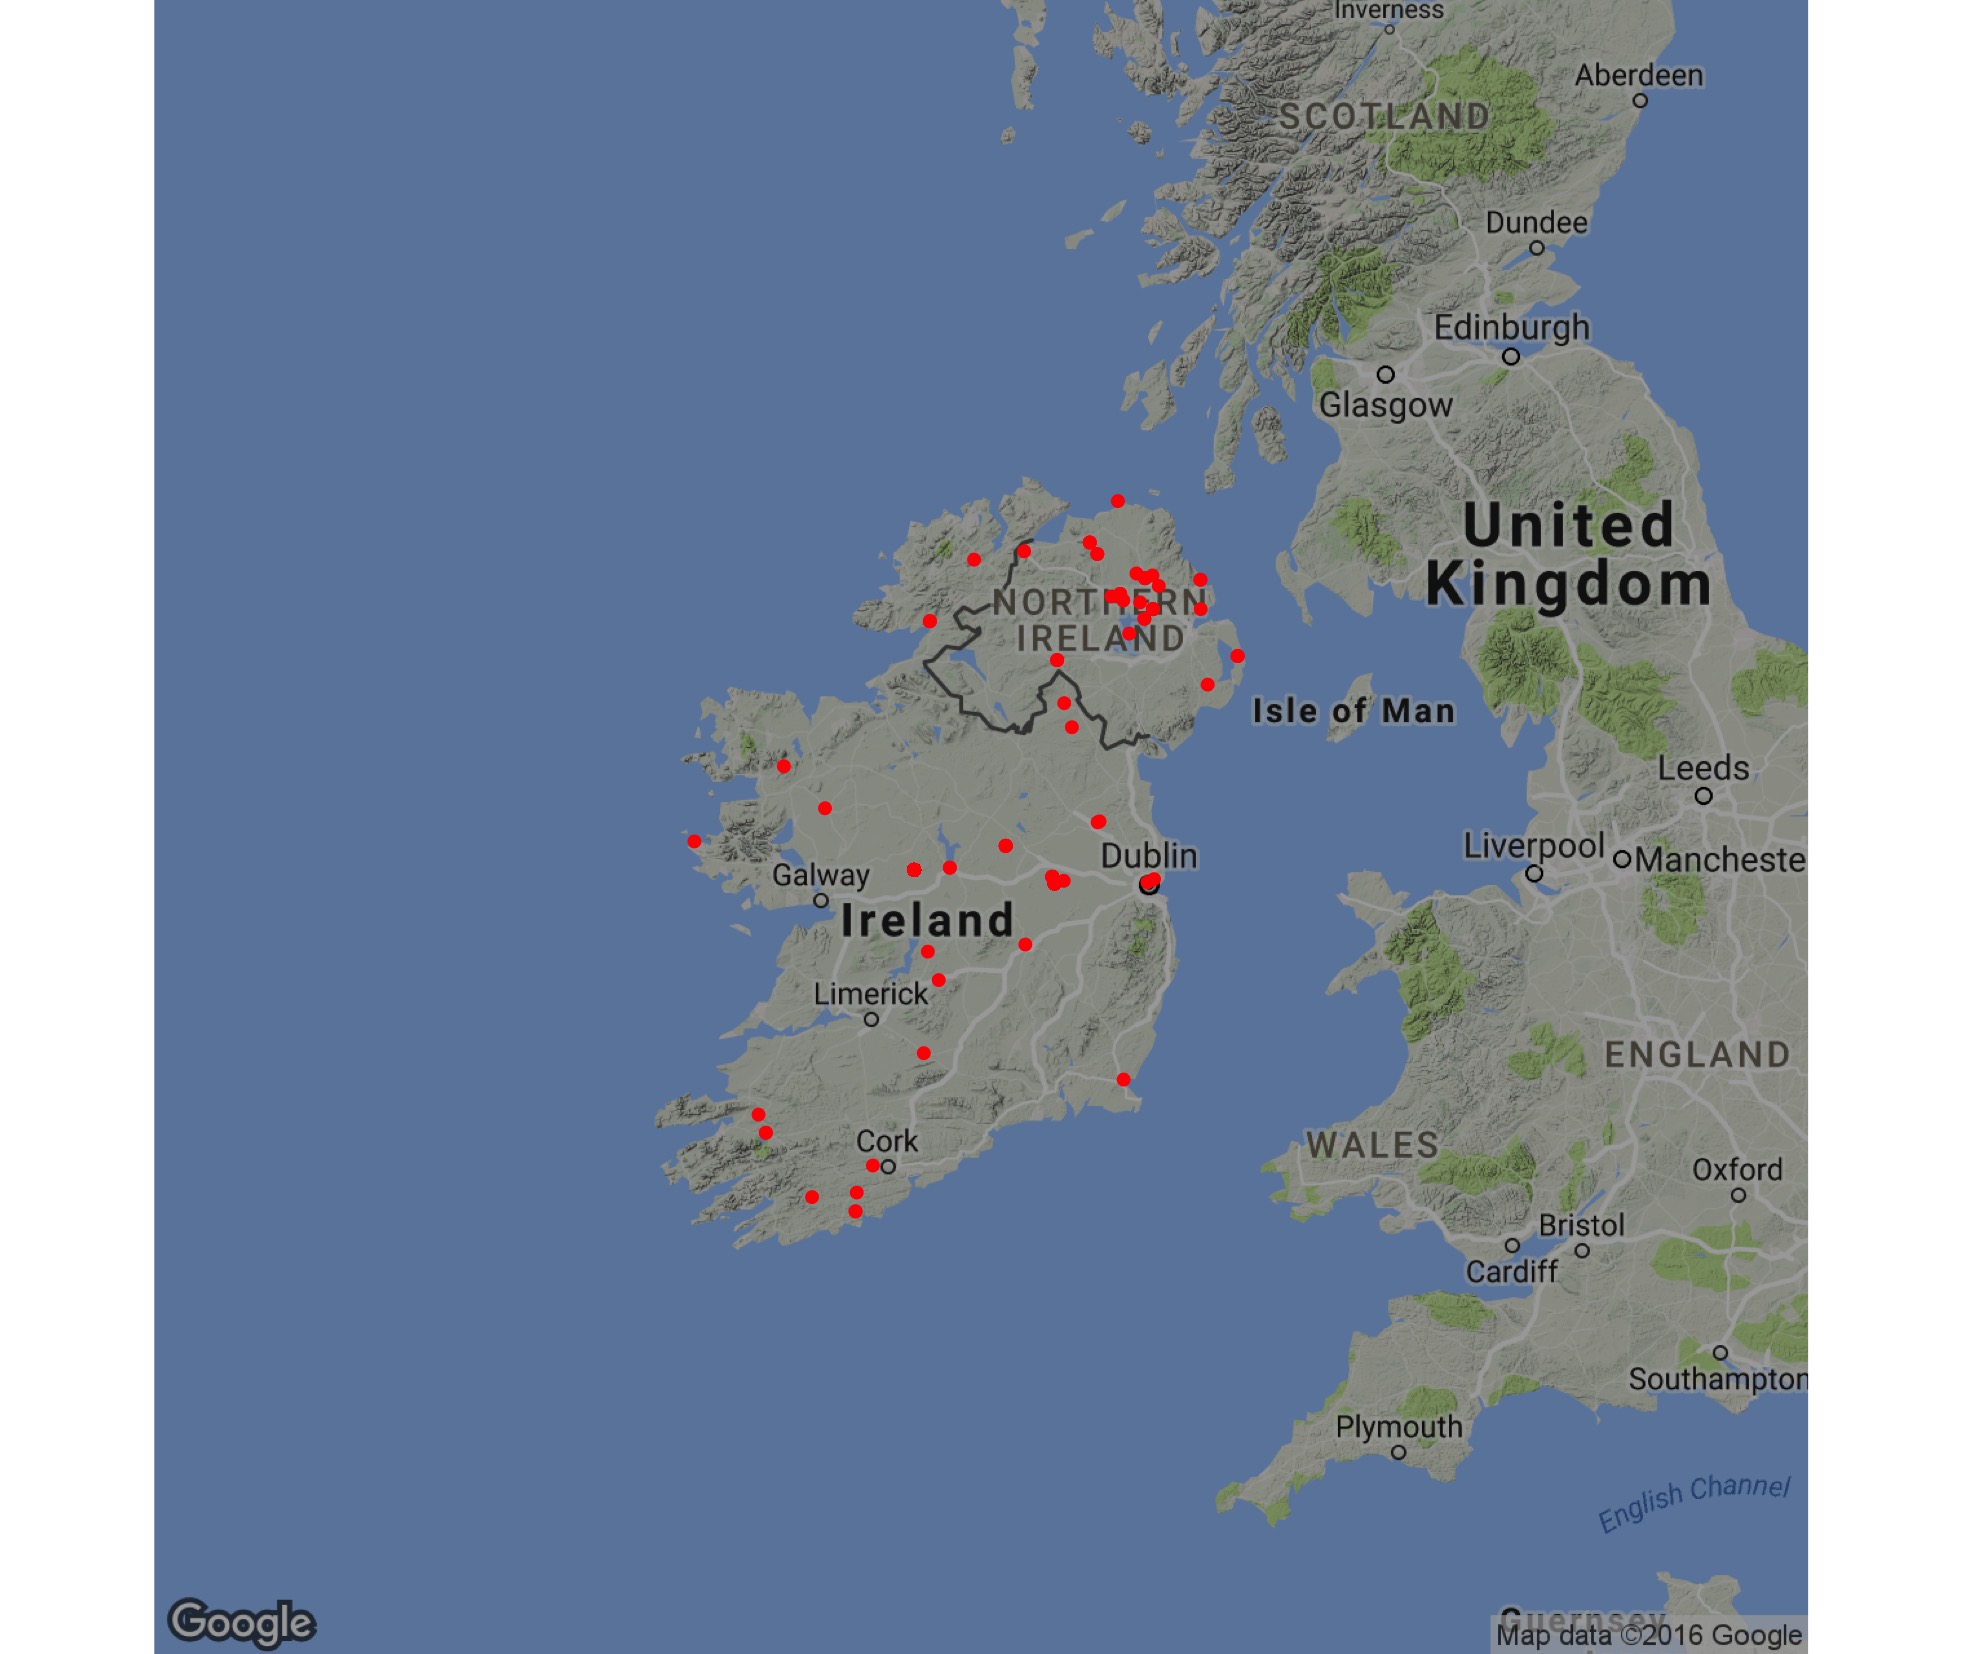 Inverness
Aberdeen
SCOTLAND
Dundee
Edinburgh
Glasgow
United
Kingdom
NORTHERN
IRELAND
Isle of Man
Leeds
Liverpool
Manchester
Dublin
Galway
Ireland
Limerick
ENGLAND
Cork
WALES
Oxford
Bristol
Cardiff
Southampton
Plymouth
English Channel
Guernsey
Google
Map data ©2016 Google